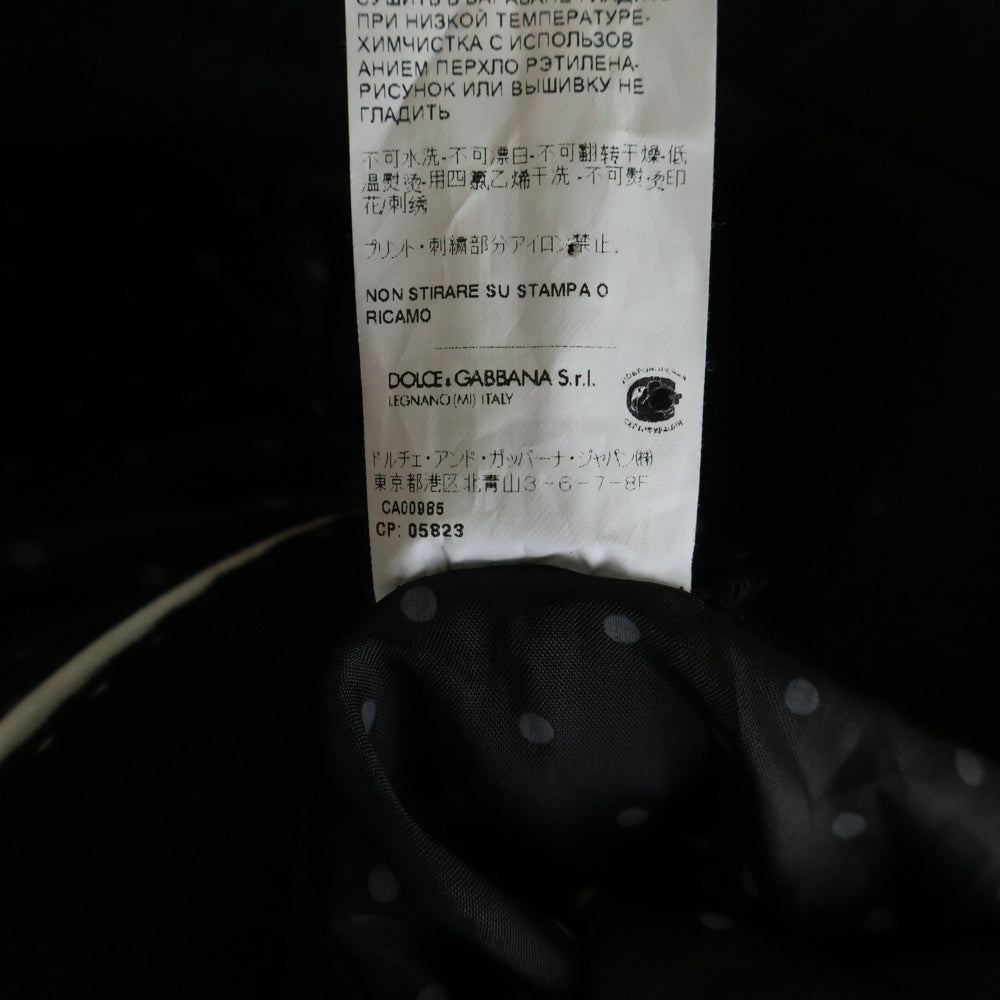 СУШИТЬ В БАРАБАНЕ ГЛАДИТЬ
ПРИ НИЗКОЙ ТЕМПЕРАТУРЕ-
ХИМЧИСТКА С ИСПОЛЬЗОВ
АНИЕМ ПЕРХЛО РЭТИЛЕНА-
РИСУНОК ИЛИ ВЫШИВКУ НЕ
ГЛАДИТЬ
不可水洗-不可漂白-不可翻转干燥-低
温熨烫-用四氯乙烯干洗-不可熨烫印
花/刺绣
プリント・刺繍部分アイロン禁止。
NON STIRARE SU STAMPA O
RICAMO
DOLCE & GABBANA S.r.l.
LEGNANO (MI) ITALY
ДОБРОВОЛЬНАЯ
СЕРТИФИКАЦИЯ
ドルチェ・アンド・ガッバーナ・ジャパン㈱
東京都港区北青山3-6-7-8F
CA00985
CP: 05823